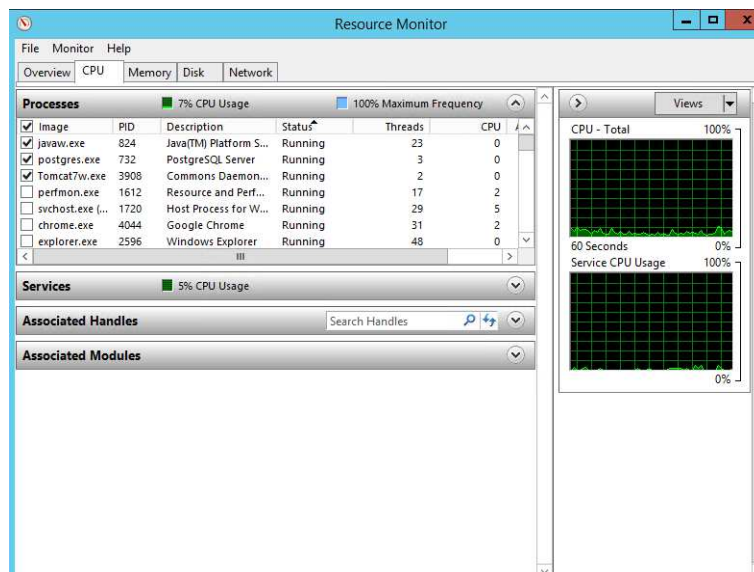 Resource Monitor
File Monitor Help
Overview CPU Memory Disk Network
Processes 7% CPU Usage 100% Maximum Frequency
Image PID Description Status Threads CPU
javaw.exe 824 Java(TM) Platform S... Running 23 0
postgres.exe 732 PostgreSQL Server Running 3 0
Tomcat7w.exe 3908 Commons Daemon... Running 2 0
perfmon.exe 1612 Resource and Perf... Running 17 2
svchost.exe (... 1720 Host Process for W... Running 29 5
chrome.exe 4044 Google Chrome Running 31 2
explorer.exe 2596 Windows Explorer Running 48 0
Services 5% CPU Usage
Associated Handles Search Handles
Associated Modules
Views
CPU - Total 100%
60 Seconds 0%
Service CPU Usage 100%
0%